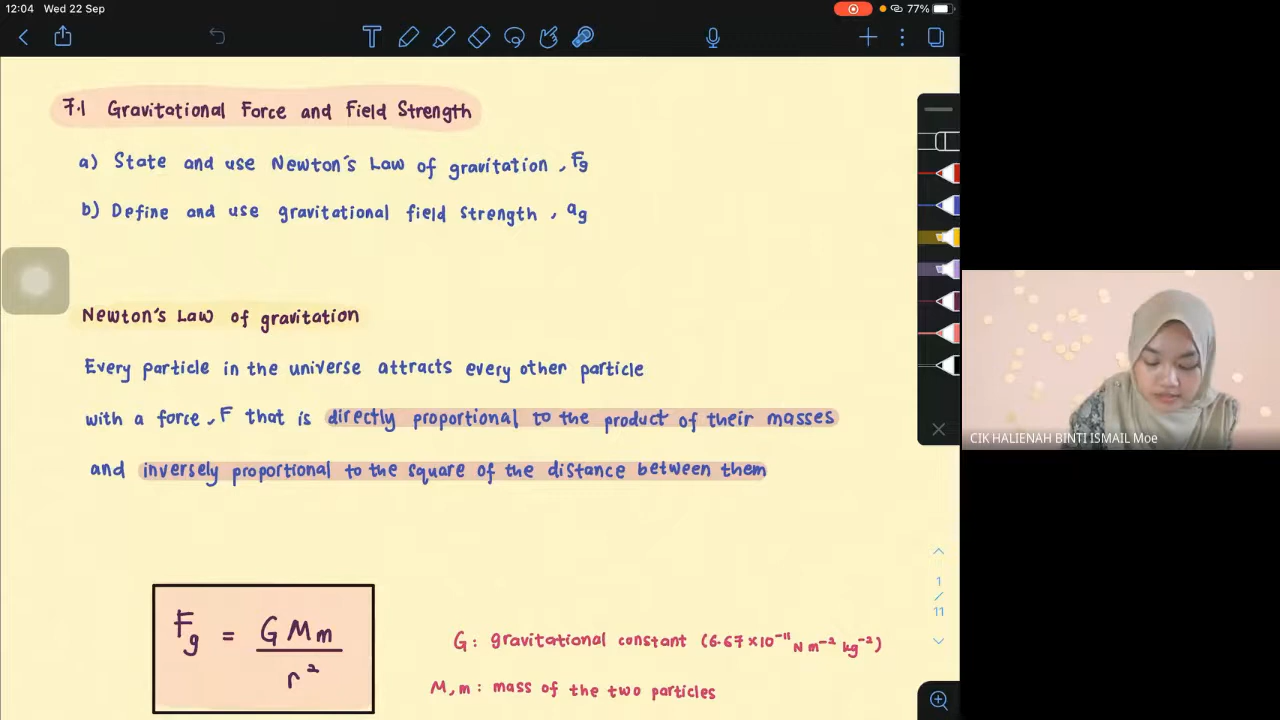 12:04 Wed 22 Sep
77%
7.1 Gravitational Force and Field Strength
a) State and use Newton's Law of gravitation, Fg
b) Define and use gravitational field strength, ag
Newton's Law of gravitation
Every particle in the universe attracts every other particle
with a force, F that is directly proportional to the product of their masses
and inversely proportional to the square of the distance between them
Fg = GMm / r²
G: gravitational constant (6.67×10⁻¹¹ N m⁻² kg⁻²)
M, m: mass of the two particles
1
/
11
CIK HALIENAH BINTI ISMAIL Moe